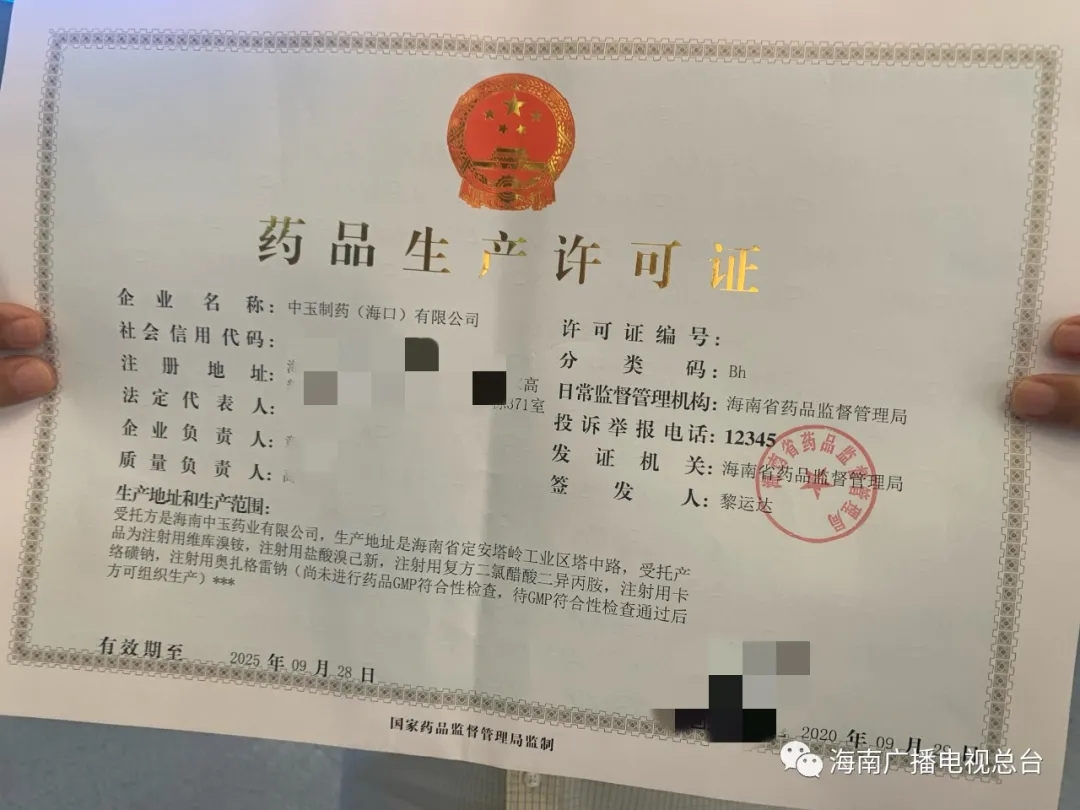 药品生产许可证
企业名称：中玉制药（海口）有限公司
社会信用代码：
注册地址：
高
371室
法定代表人：
企业负责人：
质量负责人：
许可证编号：
分类码：Bh
日常监督管理机构：海南省药品监督管理局
投诉举报电话：12345
发证机关：海南省药品监督管理局
签发人：黎运达
海南省药品监督管理局
生产地址和生产范围：
受托方是海南中玉药业有限公司，生产地址是海南省定安塔岭工业区塔中路，受托产
品为注射用维库溴铵，注射用盐酸溴己新，注射用复方二氯醋酸二异丙胺，注射用卡
络磺钠，注射用奥扎格雷钠（尚未进行药品GMP符合性检查，待GMP符合性检查通过后
方可组织生产）***
有效期至 2025年09月28日
2020年09月
国家药品监督管理局监制
海南广播电视总台